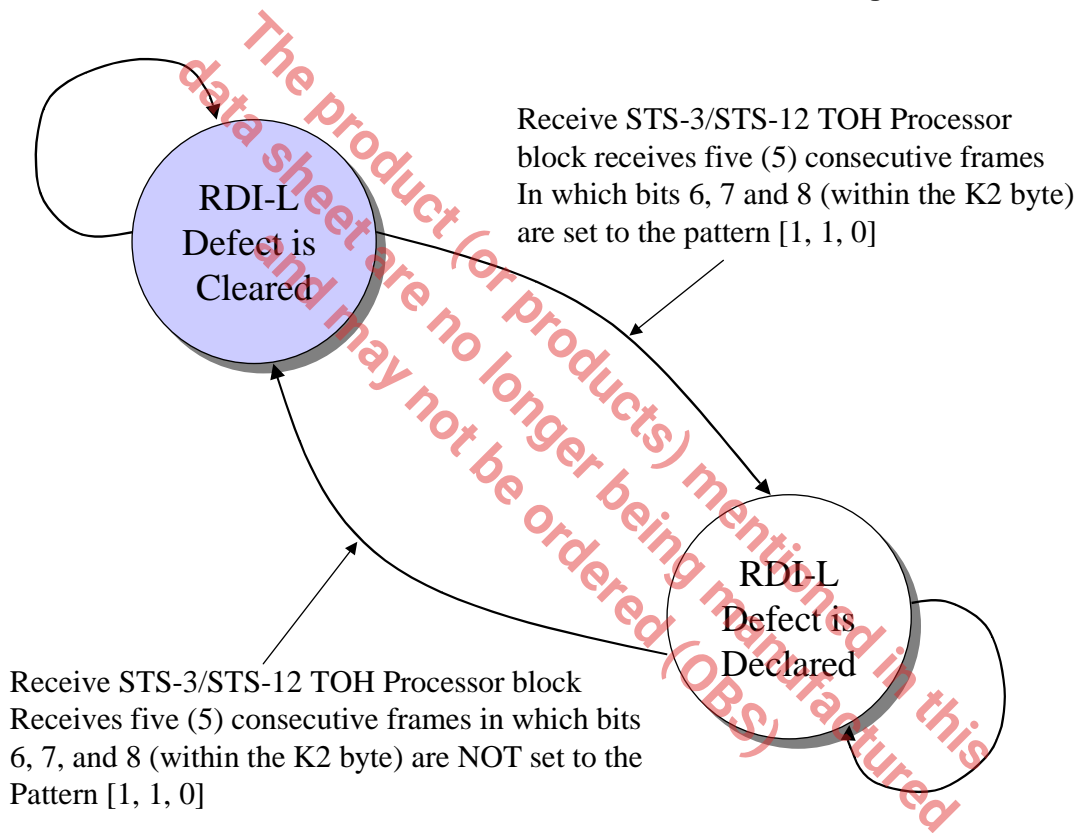 The product (or products) mentioned in this
data sheet are no longer being manufactured
and may not be ordered (OBS)
Receive STS-3/STS-12 TOH Processor
block receives five (5) consecutive frames
In which bits 6, 7 and 8 (within the K2 byte)
are set to the pattern [1, 1, 0]
RDI-L
Defect is
Cleared
RDI-L
Defect is
Declared
Receive STS-3/STS-12 TOH Processor block
Receives five (5) consecutive frames in which bits
6, 7, and 8 (within the K2 byte) are NOT set to the
Pattern [1, 1, 0]